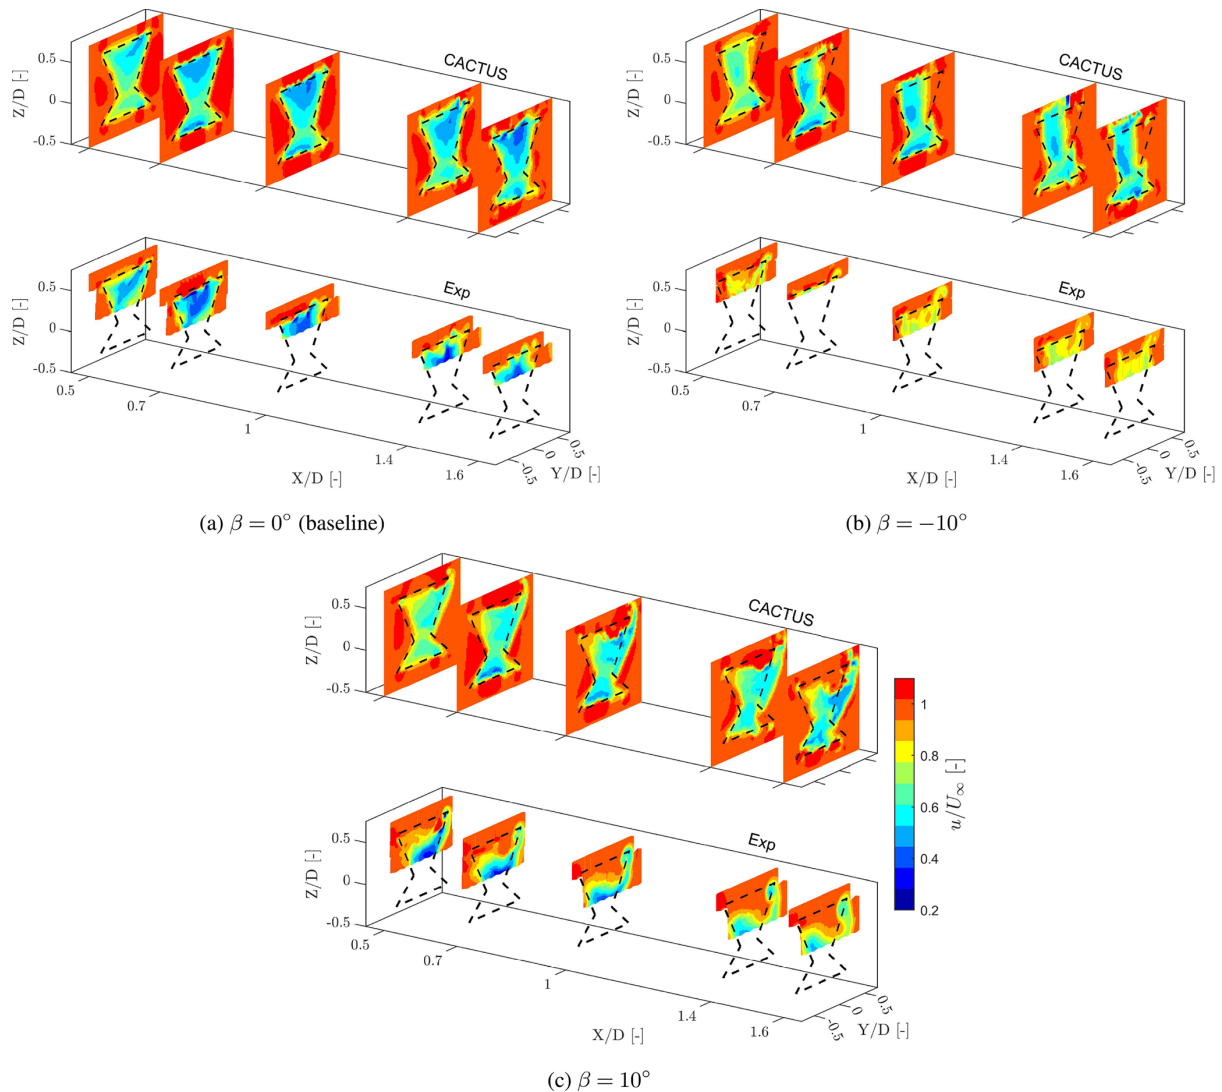 CACTUS
Z/D [-]
0.5
0
-0.5
Exp
Z/D [-]
0.5
0
-0.5
0.5
0.7
1
1.4
1.6
X/D [-]
-0.5
0
0.5
Y/D [-]
(a) β = 0° (baseline)
CACTUS
Z/D [-]
0.5
0
-0.5
Exp
Z/D [-]
0.5
0
-0.5
0.5
0.7
1
1.4
1.6
X/D [-]
-0.5
0
0.5
Y/D [-]
(b) β = −10°
CACTUS
Z/D [-]
0.5
0
-0.5
Exp
Z/D [-]
0.5
0
-0.5
0.5
0.7
1
1.4
1.6
X/D [-]
-0.5
0
0.5
Y/D [-]
1
0.8
0.6
0.4
0.2
u/U∞ [-]
(c) β = 10°